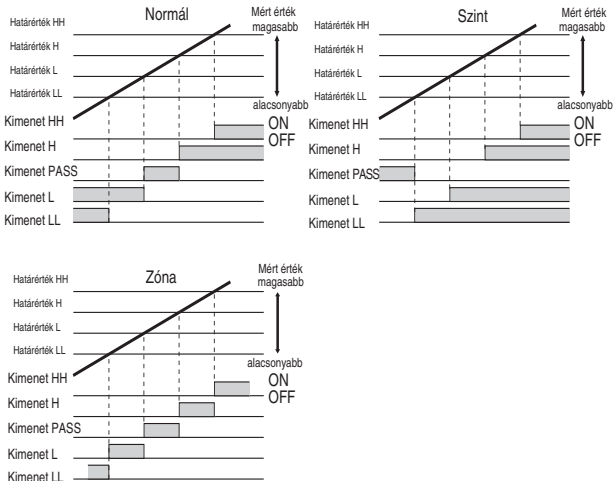 Normál
Mért érték
magasabb
Határérték HH
Határérték H
Határérték L
Határérték LL
alacsonyabb
Kimenet HH
ON
OFF
Kimenet H
Kimenet PASS
Kimenet L
Kimenet LL
Szint
Mért érték
magasabb
Határérték HH
Határérték H
Határérték L
Határérték LL
alacsonyabb
Kimenet HH
ON
OFF
Kimenet H
Kimenet PASS
Kimenet L
Kimenet LL
Zóna
Mért érték
magasabb
Határérték HH
Határérték H
Határérték L
Határérték LL
alacsonyabb
Kimenet HH
ON
OFF
Kimenet H
Kimenet PASS
Kimenet L
Kimenet LL